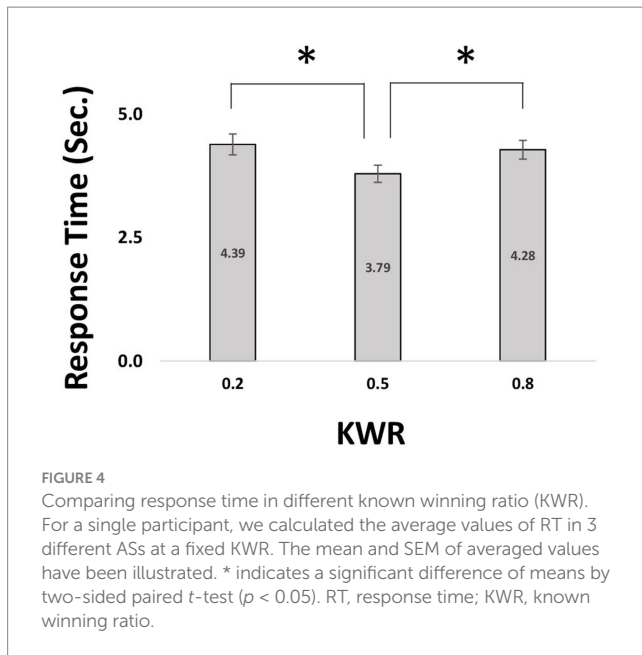 * *
Response Time (Sec.)
5.0
2.5
0.0
4.39 3.79 4.28
0.2 0.5 0.8
KWR
FIGURE 4
Comparing response time in different known winning ratio (KWR).
For a single participant, we calculated the average values of RT in 3
different ASs at a fixed KWR. The mean and SEM of averaged values
have been illustrated. * indicates a significant difference of means by
two-sided paired t-test (p < 0.05). RT, response time; KWR, known
winning ratio.